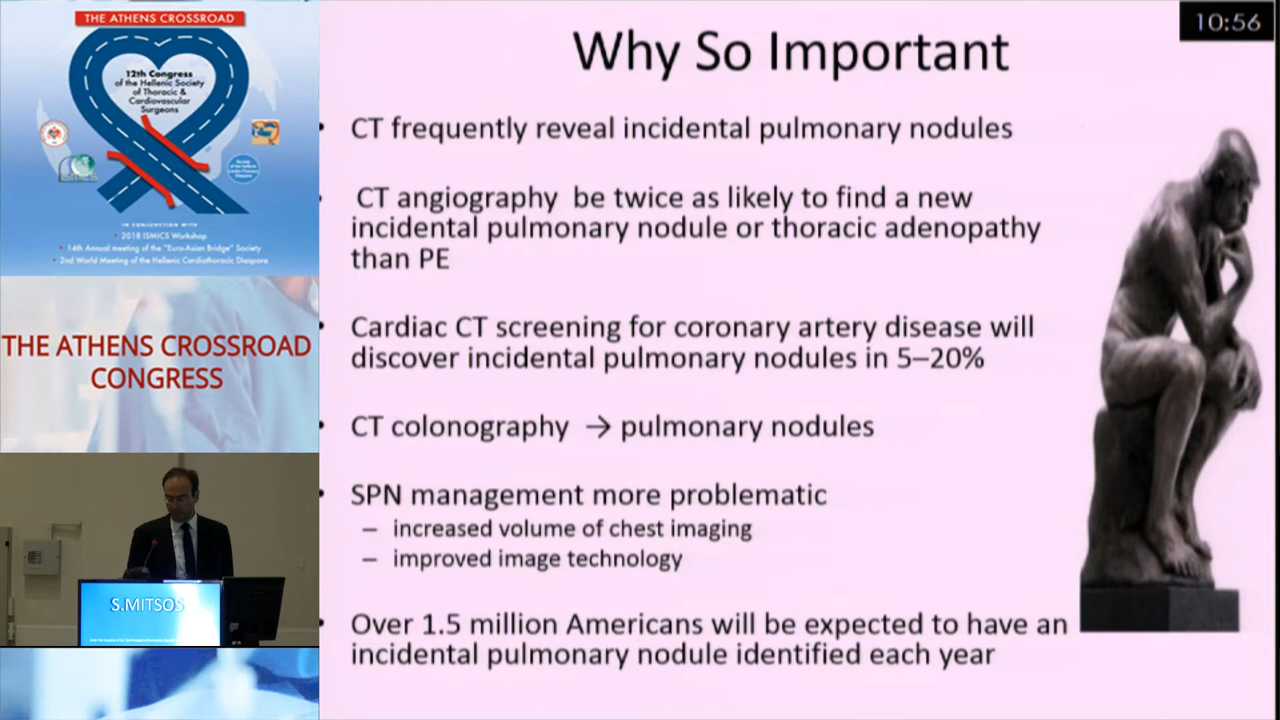 THE ATHENS CROSSROAD
12th Congress
of the Hellenic Society
of Thoracic &
Cardiovascular
Surgeons
IN CONJUNCTION WITH
• 2018 ISMICS Workshop
• 14th Annual meeting of the "Euro-Asian Bridge" Society
• 2nd World Meeting of the Hellenic Cardiothoracic Diaspora
THE ATHENS CROSSROAD
CONGRESS
S.MITSOS
10:56
Why So Important
• CT frequently reveal incidental pulmonary nodules
• CT angiography be twice as likely to find a new
incidental pulmonary nodule or thoracic adenopathy
than PE
• Cardiac CT screening for coronary artery disease will
discover incidental pulmonary nodules in 5–20%
• CT colonography → pulmonary nodules
• SPN management more problematic
– increased volume of chest imaging
– improved image technology
• Over 1.5 million Americans will be expected to have an
incidental pulmonary nodule identified each year